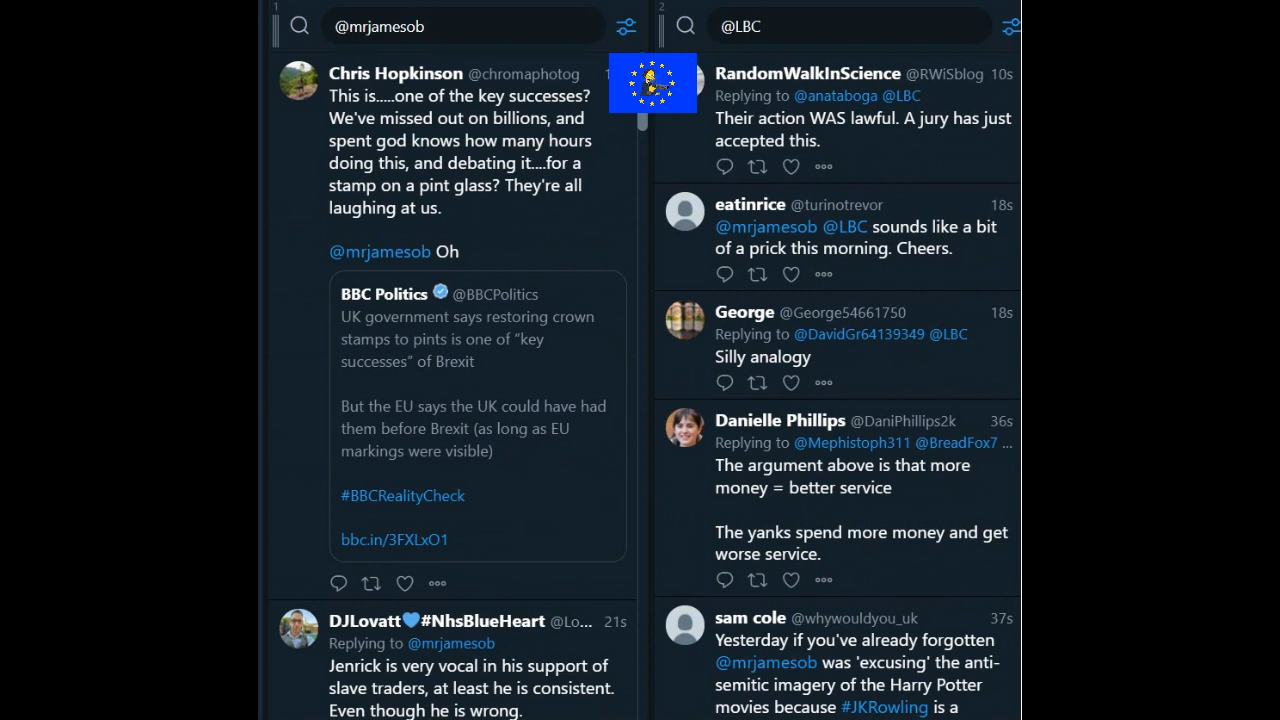 1
@mrjamesob
Chris Hopkinson @chromaphotog
This is.....one of the key successes?
We've missed out on billions, and
spent god knows how many hours
doing this, and debating it....for a
stamp on a pint glass? They're all
laughing at us.
@mrjamesob Oh
BBC Politics @BBCPolitics
UK government says restoring crown
stamps to pints is one of “key
successes” of Brexit
But the EU says the UK could have had
them before Brexit (as long as EU
markings were visible)
#BBCRealityCheck
bbc.in/3FXLxO1
DJLovatt💙#NhsBlueHeart @Lo... 21s
Replying to @mrjamesob
Jenrick is very vocal in his support of
slave traders, at least he is consistent.
Even though he is wrong.
2
@LBC
RandomWalkInScience @RWiSblog 10s
Replying to @anataboga @LBC
Their action WAS lawful. A jury has just
accepted this.
eatinrice @turinotrevor 18s
@mrjamesob @LBC sounds like a bit
of a prick this morning. Cheers.
George @George54661750 18s
Replying to @DavidGr64139349 @LBC
Silly analogy
Danielle Phillips @DaniPhillips2k 36s
Replying to @Mephistoph311 @BreadFox7 ...
The argument above is that more
money = better service
The yanks spend more money and get
worse service.
sam cole @whywouldyou_uk 37s
Yesterday if you've already forgotten
@mrjamesob was 'excusing' the anti-
semitic imagery of the Harry Potter
movies because #JKRowling is a